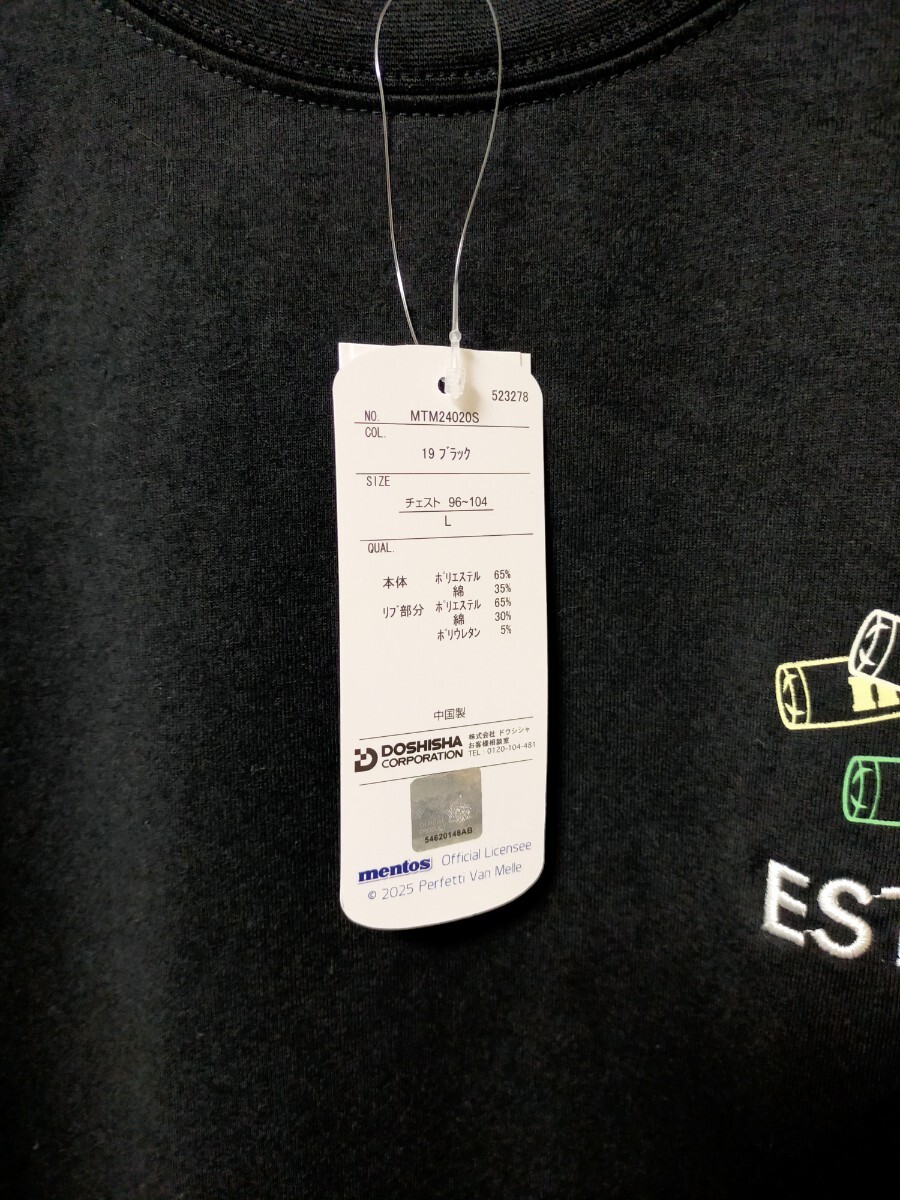 523278
NO. MTM24020S
COL.
19 ブラック
SIZE
チェスト 96~104
L
QUAL.
本体 ポリエステル 65%
綿 35%
リブ部分 ポリエステル 65%
綿 30%
ポリウレタン 5%
中国製
DOSHISHA CORPORATION
株式会社 ドウシシャ
お客様相談室
TEL:0120-104-481
54620148AB
mentos Official Licensee
© 2025 Perfetti Van Melle
EST